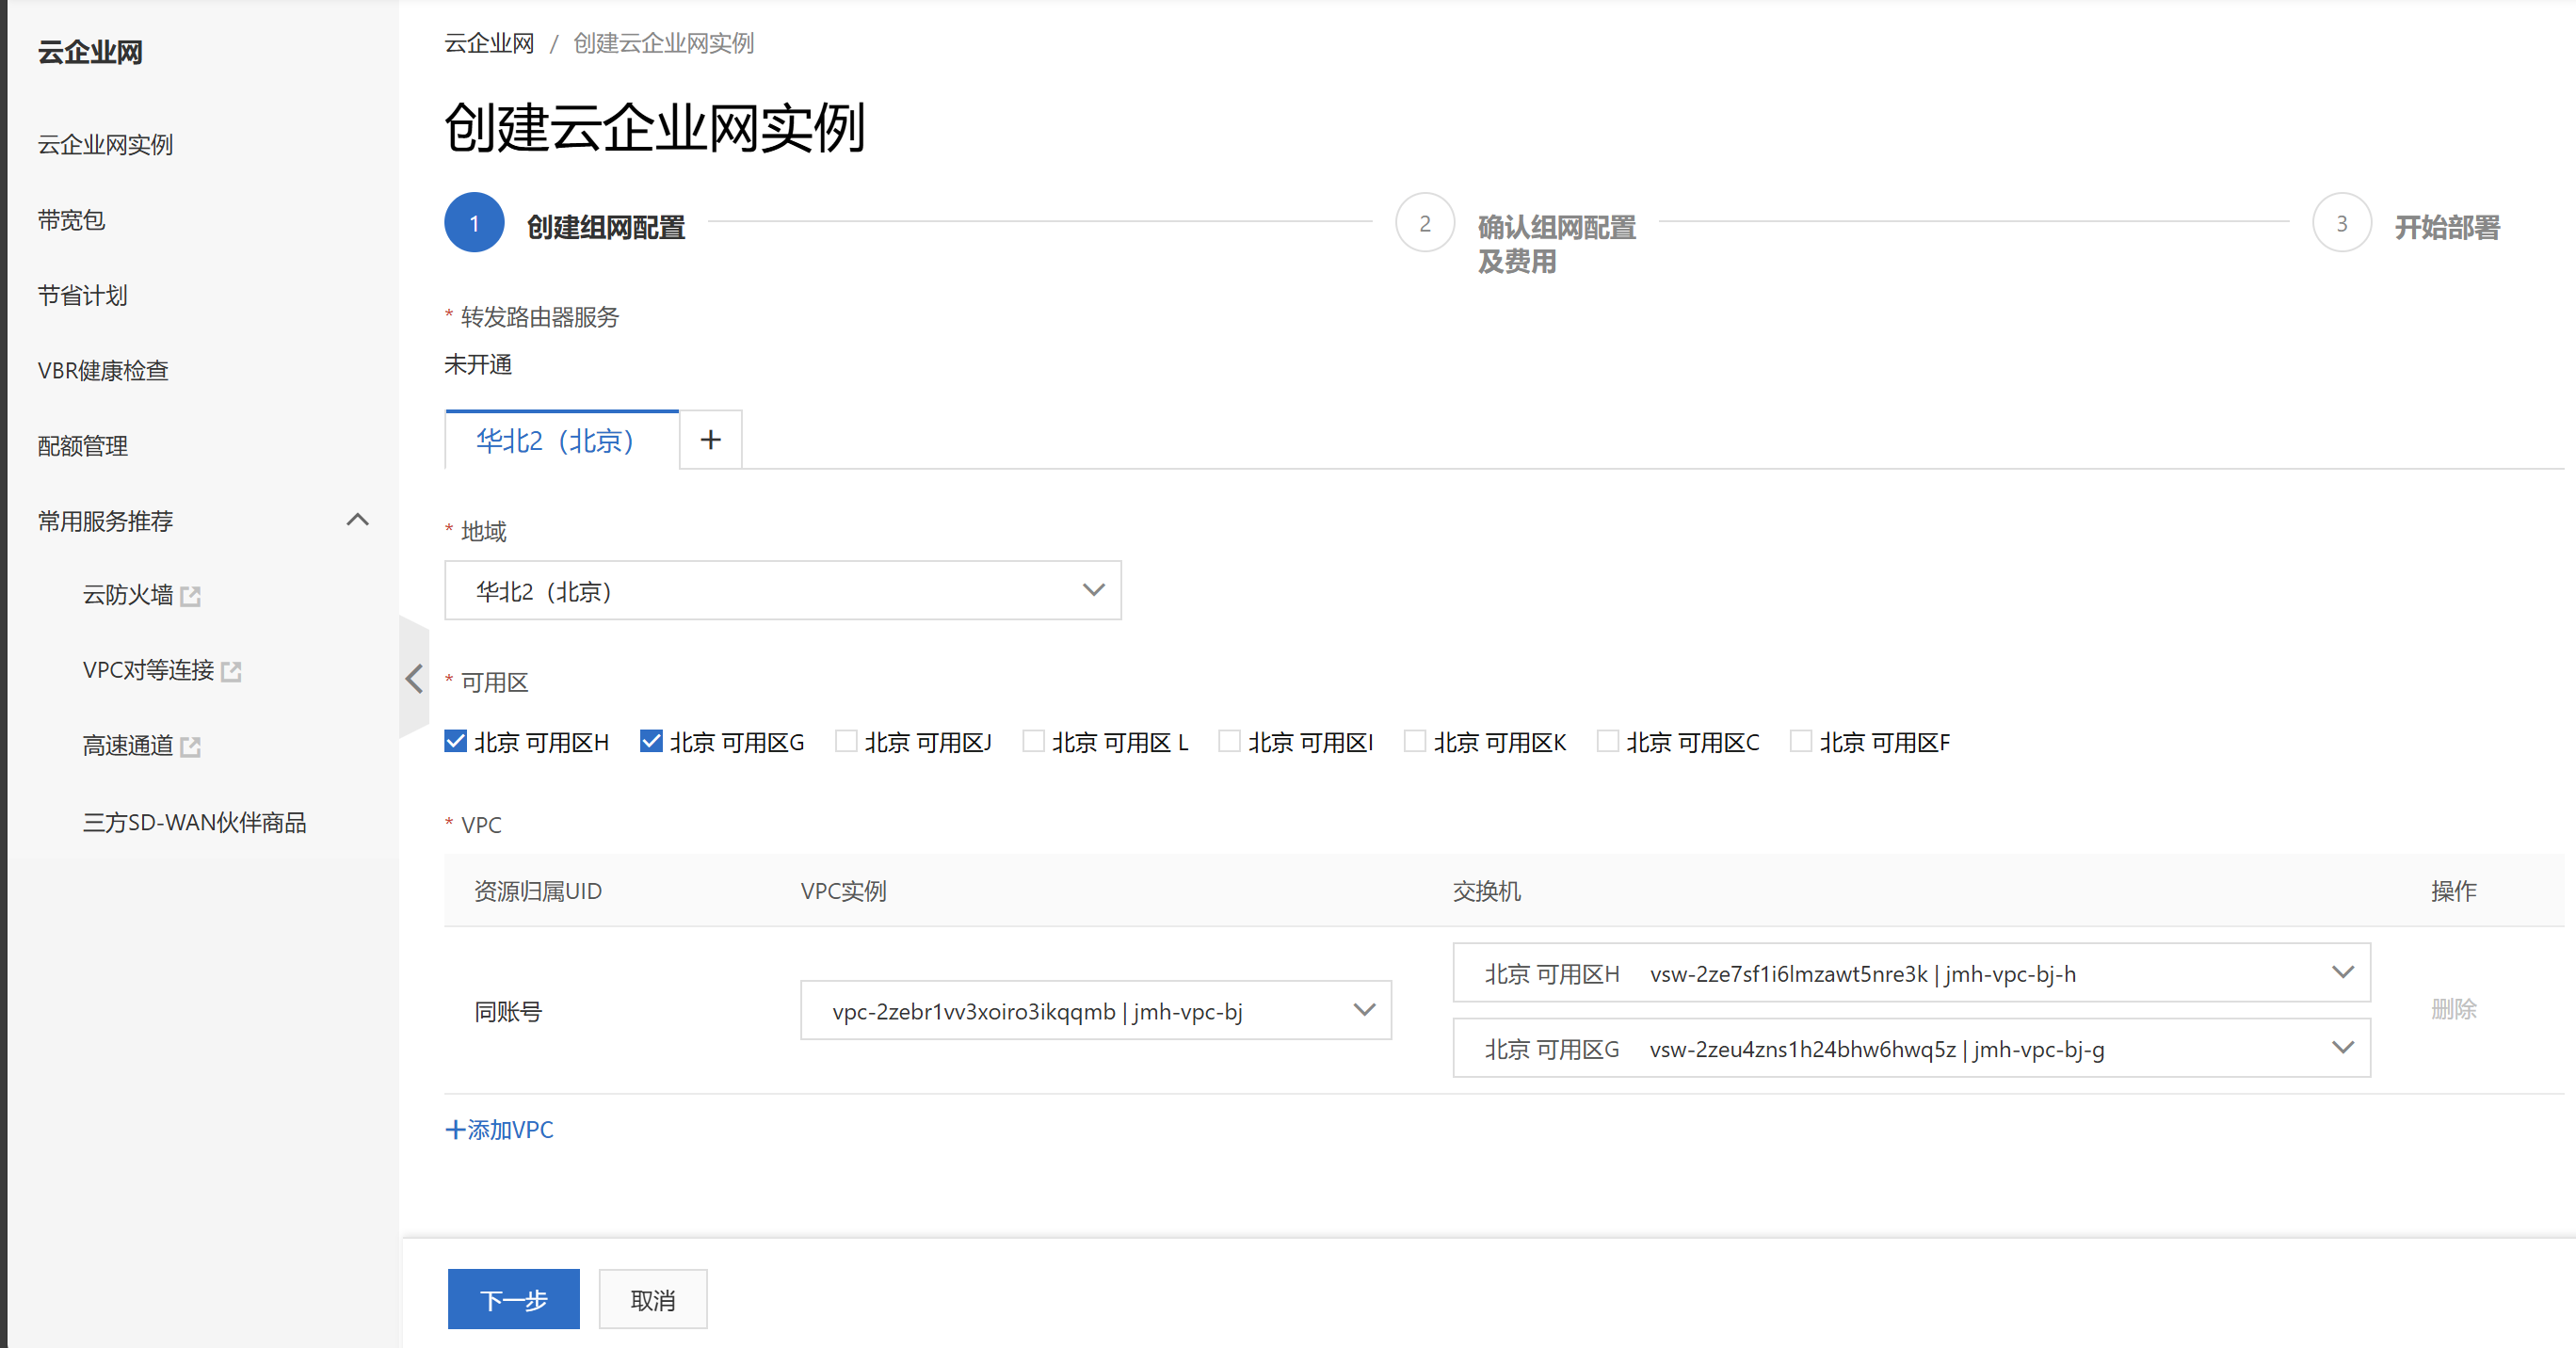 云企业网
云企业网实例
带宽包
节省计划
VBR健康检查
配额管理
常用服务推荐
云防火墙
VPC对等连接
高速通道
三方SD-WAN伙伴商品
云企业网 / 创建云企业网实例
创建云企业网实例
1 创建组网配置
2 确认组网配置
及费用
3 开始部署
* 转发路由器服务
未开通
华北2（北京） +
* 地域
华北2（北京）
* 可用区
北京 可用区H 北京 可用区G 北京 可用区J 北京 可用区 L 北京 可用区I 北京 可用区K 北京 可用区C 北京 可用区F
* VPC
资源归属UID VPC实例 交换机 操作
同账号 vpc-2zebr1vv3xoiro3ikqqmb | jmh-vpc-bj
北京 可用区H vsw-2ze7sf1i6lmzawt5nre3k | jmh-vpc-bj-h
北京 可用区G vsw-2zeu4zns1h24bhw6hwq5z | jmh-vpc-bj-g
删除
+添加VPC
下一步 取消